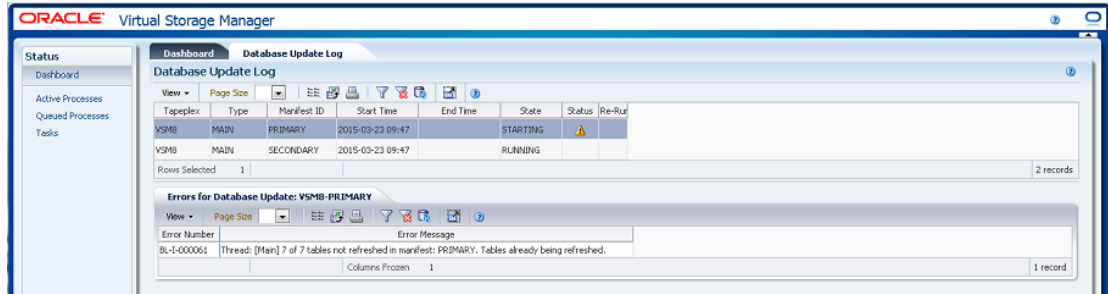 ORACLE Virtual Storage Manager
Status
Dashboard
Active Processes
Queued Processes
Tasks
Dashboard Database Update Log
Database Update Log
View Page Size
Tapeplex Type Manifest ID Start Time End Time State Status Re-Run
VSM8 MAIN PRIMARY 2015-03-23 09:47 STARTING
VSM8 MAIN SECONDARY 2015-03-23 09:47 RUNNING
Rows Selected 1 2 records
Errors for Database Update: VSM8-PRIMARY
View Page Size
Error Number Error Message
BL-I-000061 Thread: [Main] 7 of 7 tables not refreshed in manifest: PRIMARY. Tables already being refreshed.
Columns Frozen 1 1 record